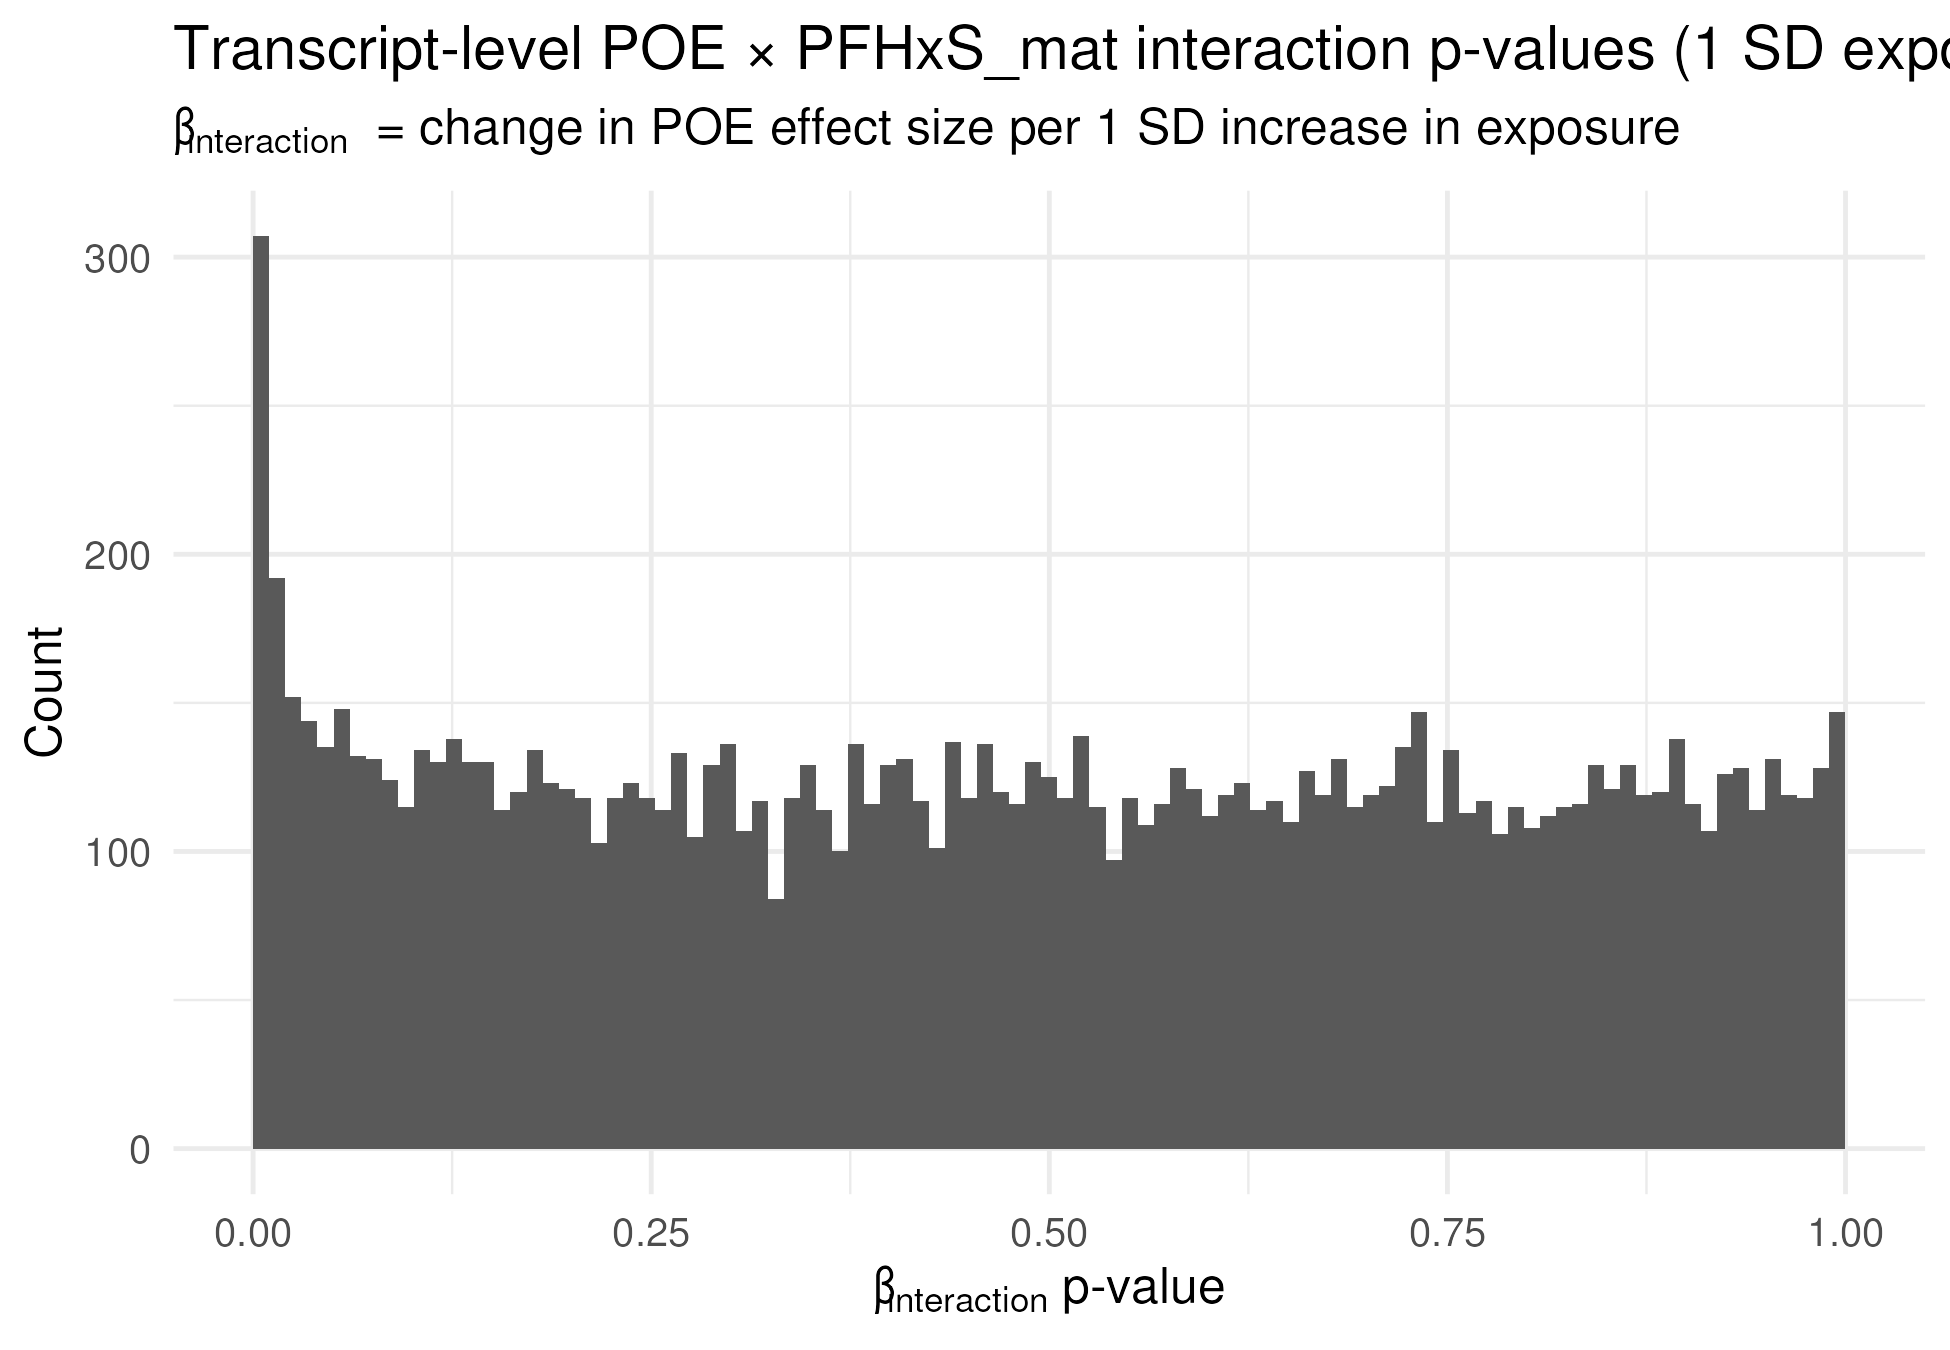 Transcript-level POE × PFHxS_mat interaction p-values (1 SD expo
βinteraction = change in POE effect size per 1 SD increase in exposure
300
200
100
0
Count
0.00 0.25 0.50 0.75 1.00
βinteraction p-value